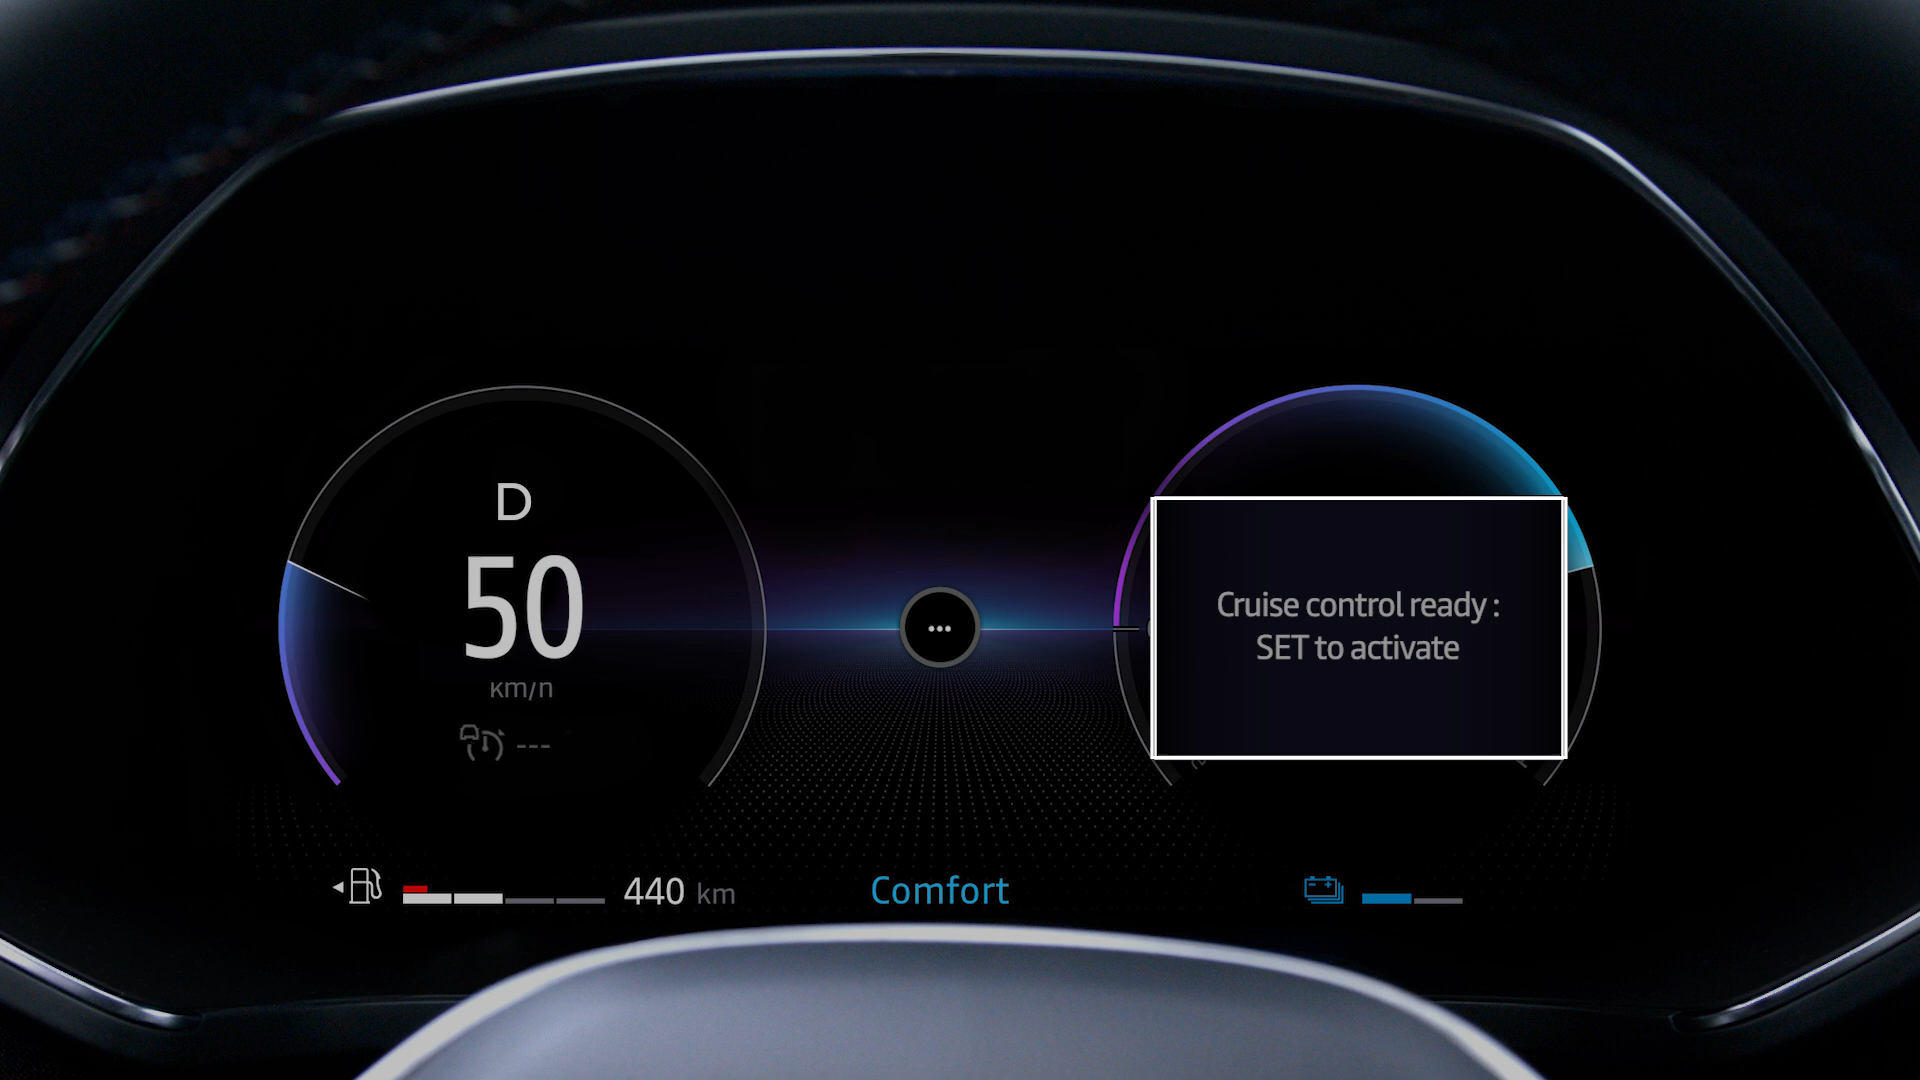 D
50
km/h
---
Cruise control ready :
SET to activate
440 km
Comfort